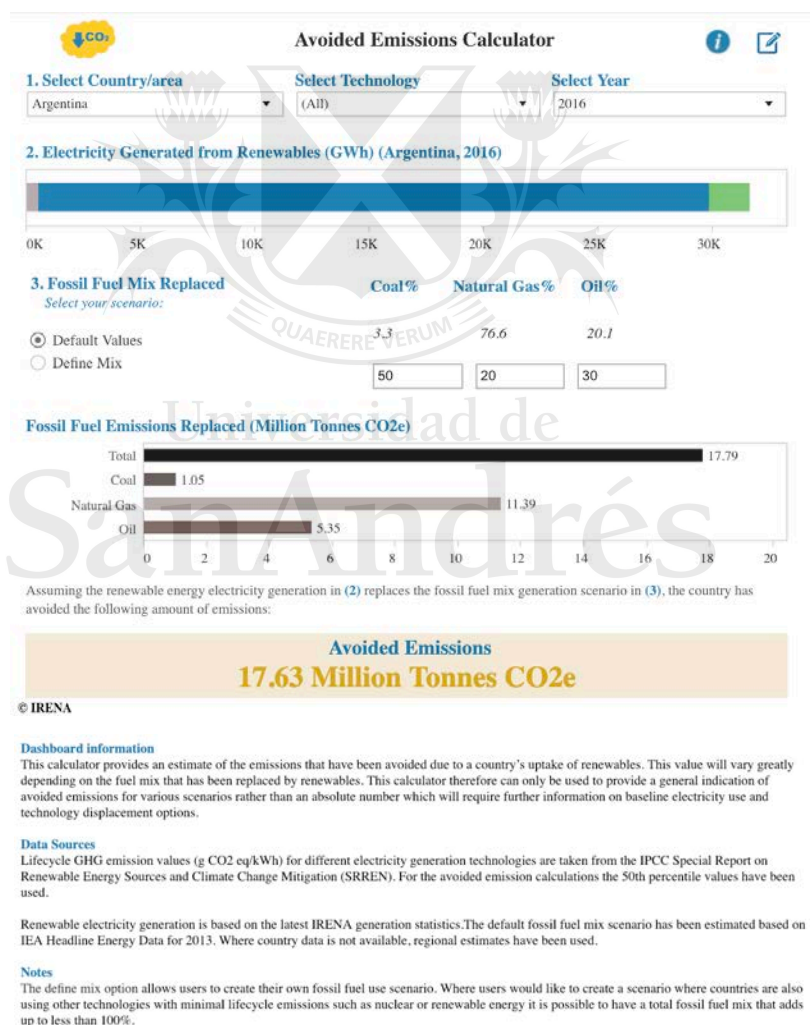 CO₂
Avoided Emissions Calculator
i
1. Select Country/area Select Technology Select Year
Argentina (All) 2016
2. Electricity Generated from Renewables (GWh) (Argentina, 2016)
0K 5K 10K 15K 20K 25K 30K
3. Fossil Fuel Mix Replaced Coal% Natural Gas% Oil%
Select your scenario:
Default Values 3.3 76.6 20.1
QUAERERE VERUM
Define Mix 50 20 30
Universidad de
SanAndrés
Fossil Fuel Emissions Replaced (Million Tonnes CO2e)
Total 17.79
Coal 1.05
Natural Gas 11.39
Oil 5.35
0 2 4 6 8 10 12 14 16 18 20
Assuming the renewable energy electricity generation in (2) replaces the fossil fuel mix generation scenario in (3), the country has
avoided the following amount of emissions:
Avoided Emissions
17.63 Million Tonnes CO2e
© IRENA
Dashboard information
This calculator provides an estimate of the emissions that have been avoided due to a country's uptake of renewables. This value will vary greatly
depending on the fuel mix that has been replaced by renewables. This calculator therefore can only be used to provide a general indication of
avoided emissions for various scenarios rather than an absolute number which will require further information on baseline electricity use and
technology displacement options.
Data Sources
Lifecycle GHG emission values (g CO2 eq/kWh) for different electricity generation technologies are taken from the IPCC Special Report on
Renewable Energy Sources and Climate Change Mitigation (SRREN). For the avoided emission calculations the 50th percentile values have been
used.
Renewable electricity generation is based on the latest IRENA generation statistics.The default fossil fuel mix scenario has been estimated based on
IEA Headline Energy Data for 2013. Where country data is not available, regional estimates have been used.
Notes
The define mix option allows users to create their own fossil fuel use scenario. Where users would like to create a scenario where countries are also
using other technologies with minimal lifecycle emissions such as nuclear or renewable energy it is possible to have a total fossil fuel mix that adds
up to less than 100%.